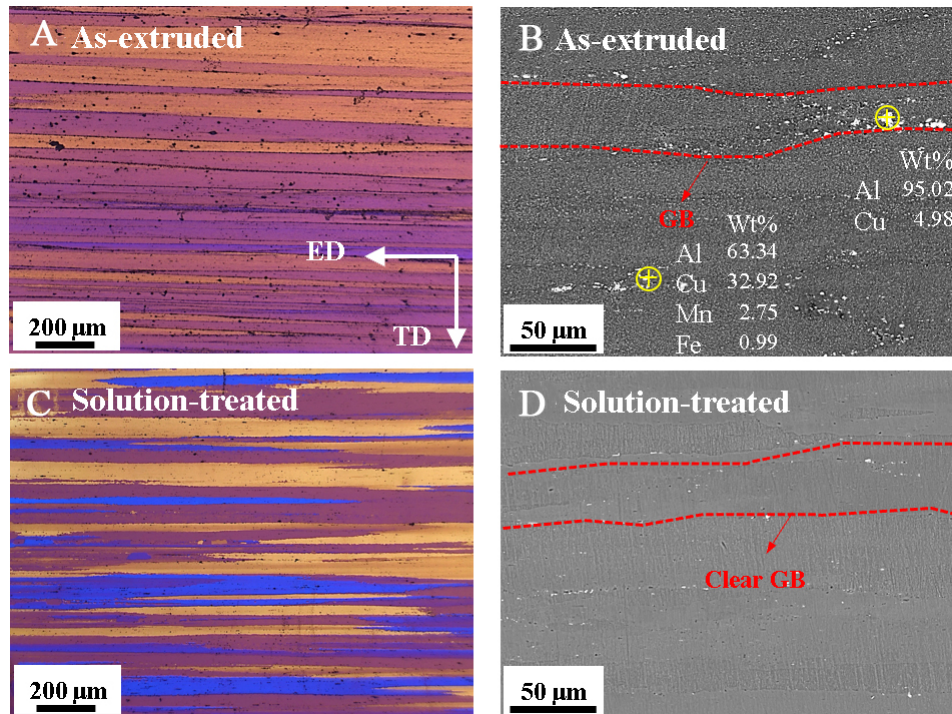 A As-extruded
ED
TD
200 μm
B As-extruded
GB
Wt%
Al 95.02
Cu 4.98
Wt%
Al 63.34
Cu 32.92
Mn 2.75
Fe 0.99
50 μm
C Solution-treated
200 μm
D Solution-treated
Clear GB
50 μm